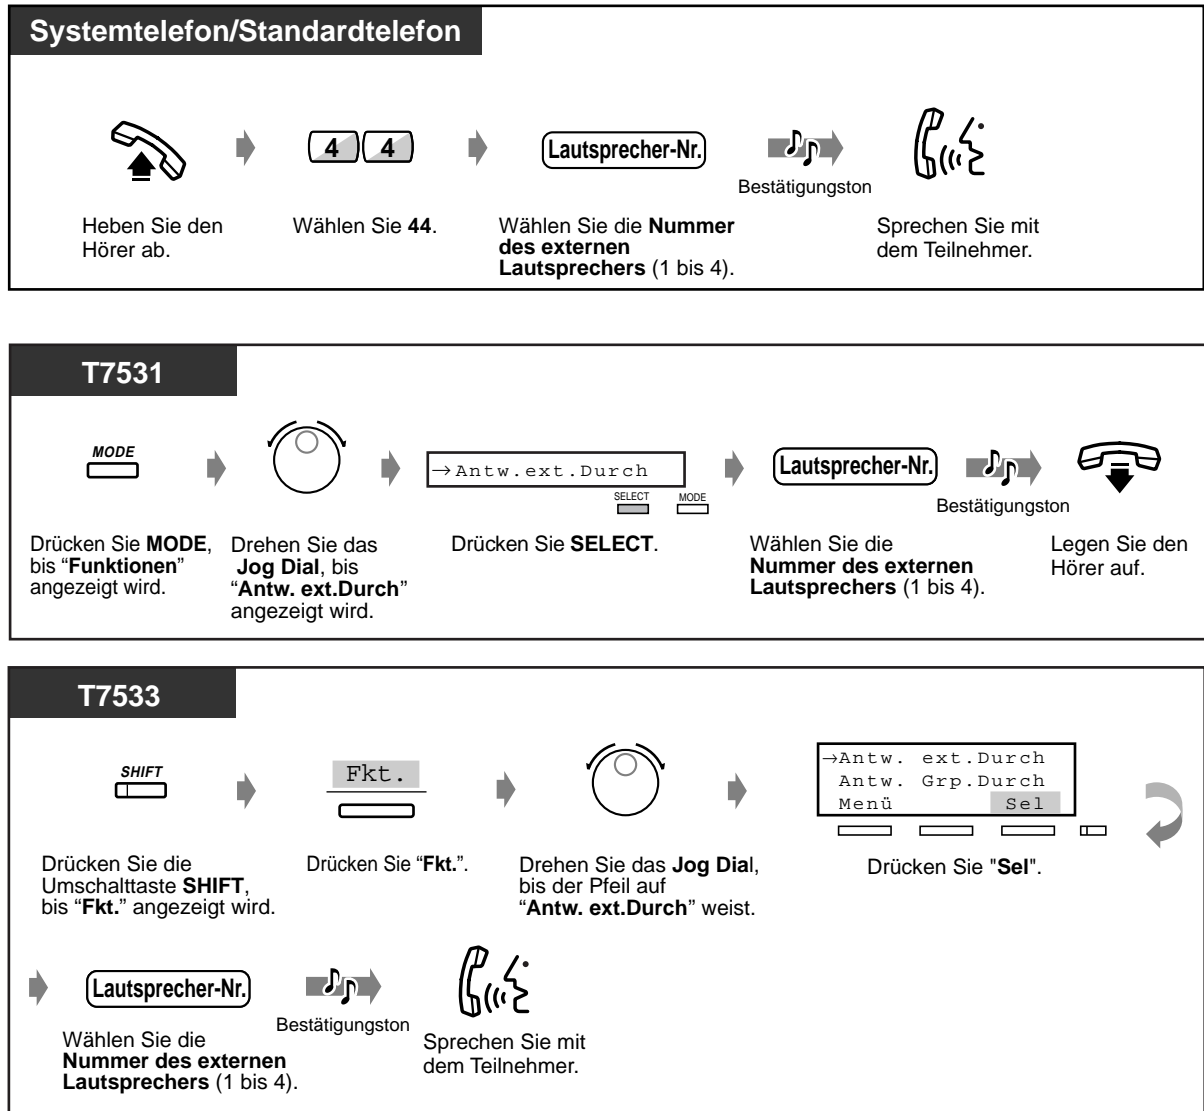 Systemtelefon/Standardtelefon
4 4
Lautsprecher-Nr.
Bestätigungston
Heben Sie den
Hörer ab.
Wählen Sie 44.
Wählen Sie die Nummer
des externen
Lautsprechers (1 bis 4).
Sprechen Sie mit
dem Teilnehmer.
T7531
MODE
→Antw.ext.Durch
SELECT MODE
Lautsprecher-Nr.
Bestätigungston
Drücken Sie MODE,
bis “Funktionen”
angezeigt wird.
Drehen Sie das
Jog Dial, bis
“Antw. ext.Durch”
angezeigt wird.
Drücken Sie SELECT.
Wählen Sie die
Nummer des externen
Lautsprechers (1 bis 4).
Legen Sie den
Hörer auf.
T7533
SHIFT
Fkt.
→Antw. ext.Durch
Antw. Grp.Durch
Menü Sel
Drücken Sie die
Umschalttaste SHIFT,
bis “Fkt.” angezeigt wird.
Drücken Sie “Fkt.”.
Drehen Sie das Jog Dial,
bis der Pfeil auf
“Antw. ext.Durch” weist.
Drücken Sie "Sel".
Lautsprecher-Nr.
Bestätigungston
Wählen Sie die
Nummer des externen
Lautsprechers (1 bis 4).
Sprechen Sie mit
dem Teilnehmer.